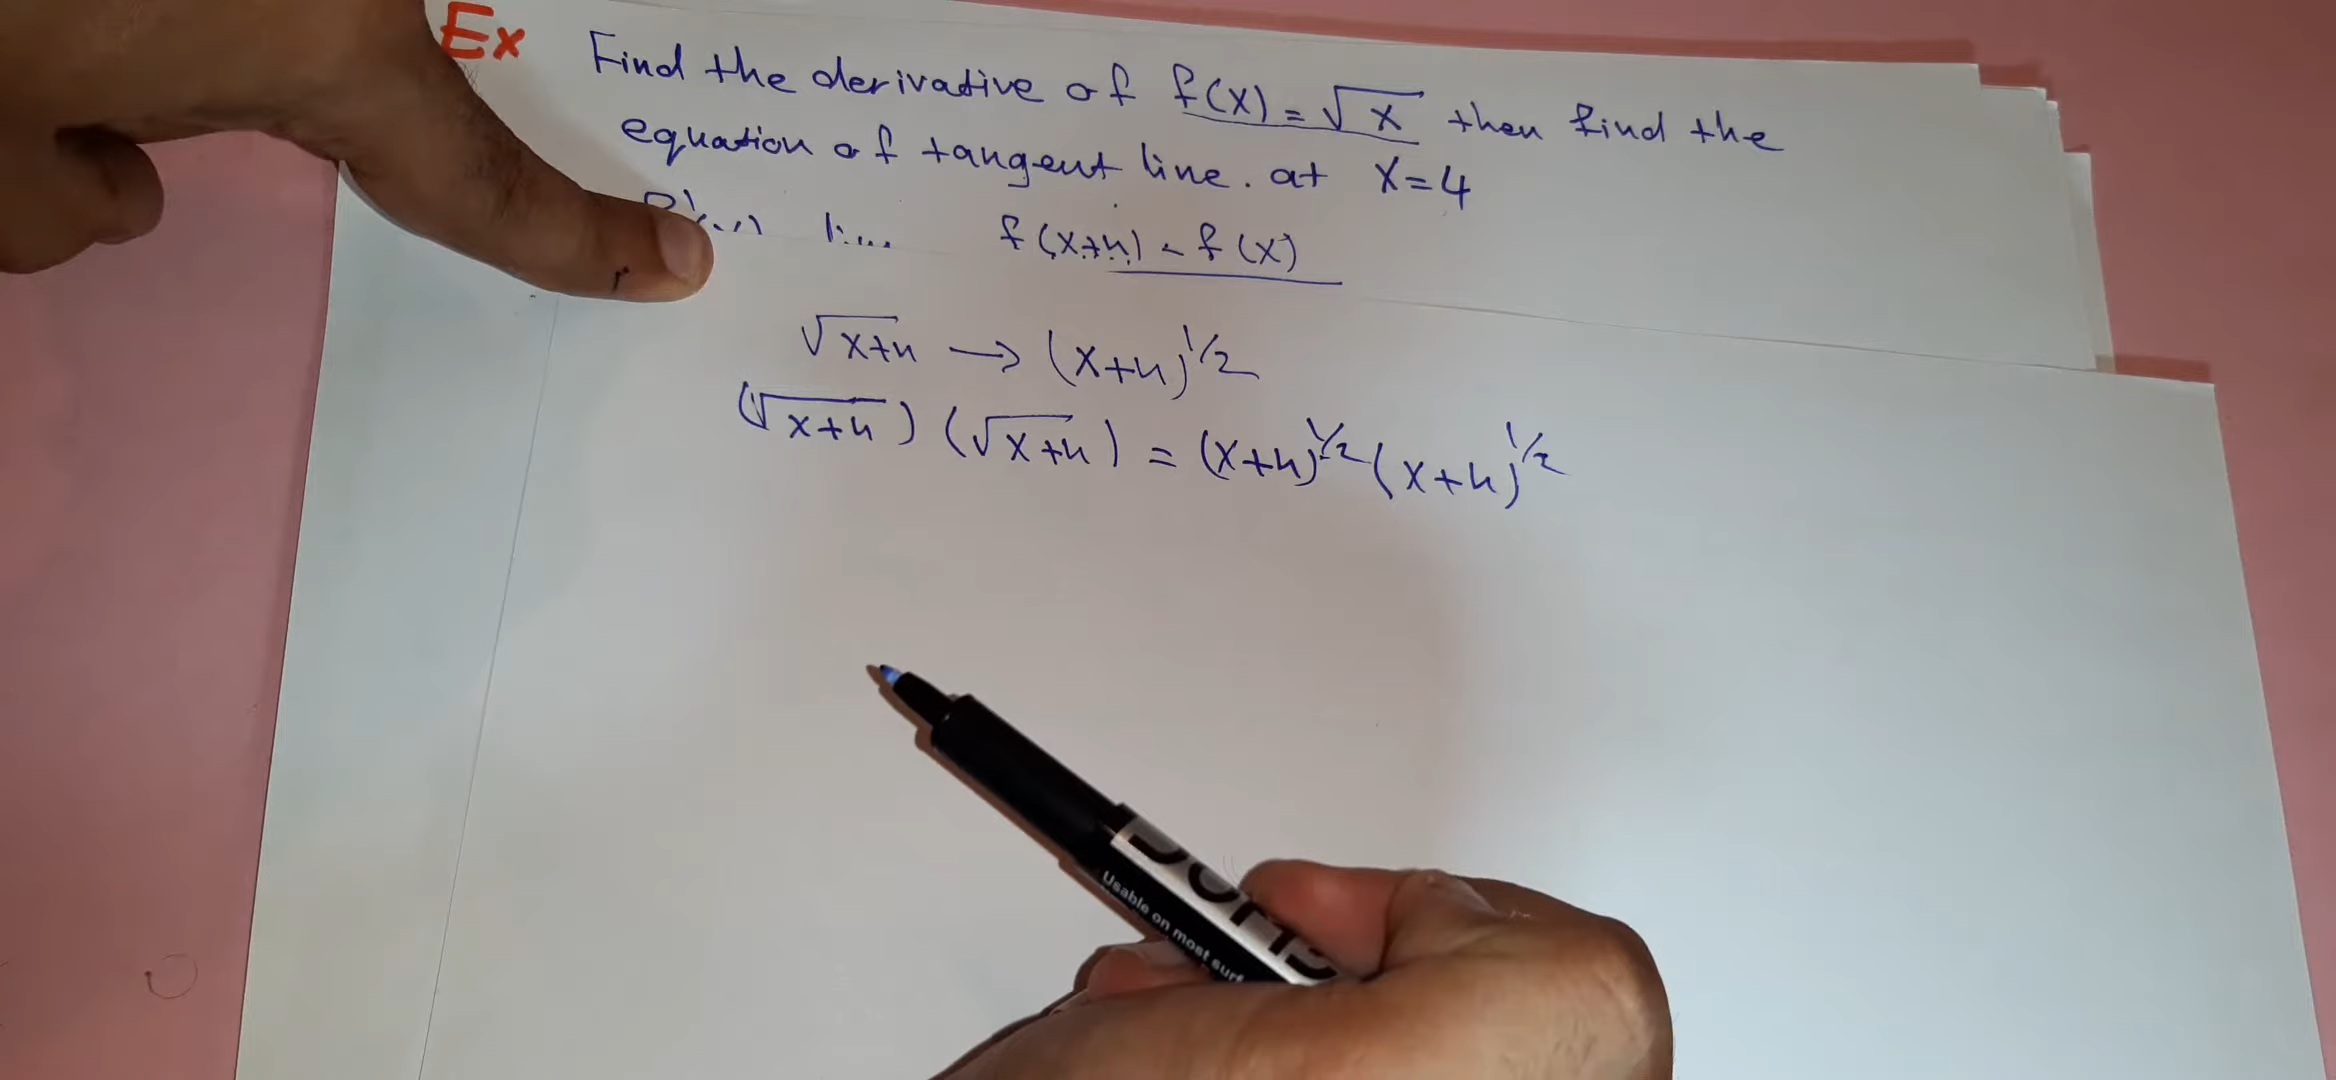 Ex Find the derivative of f(x) = √x then find the
equation of tangent line. at x=4
f(x+h) - f(x)
√x+h → (x+h)^1/2
(√x+h) (√x+h) = (x+h)^1/2 (x+h)^1/2
Usable on most surf